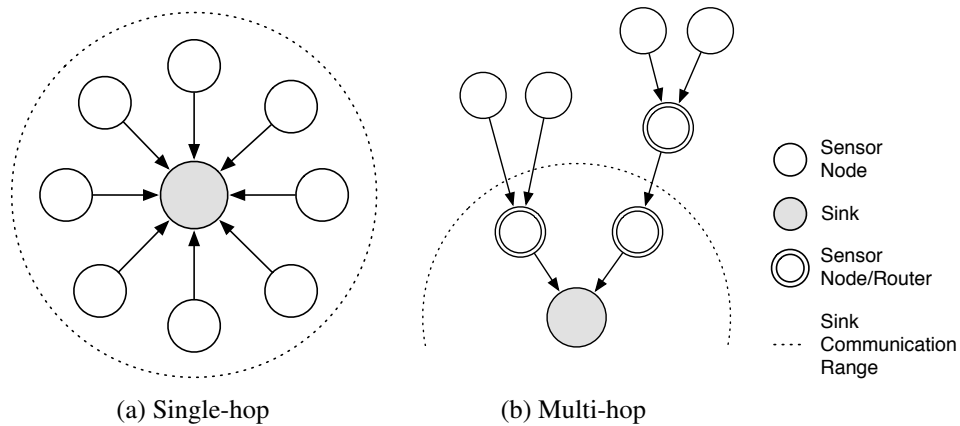 Sensor
Node
Sink
Sensor
Node/Router
Sink
Communication
Range
(a) Single-hop
(b) Multi-hop